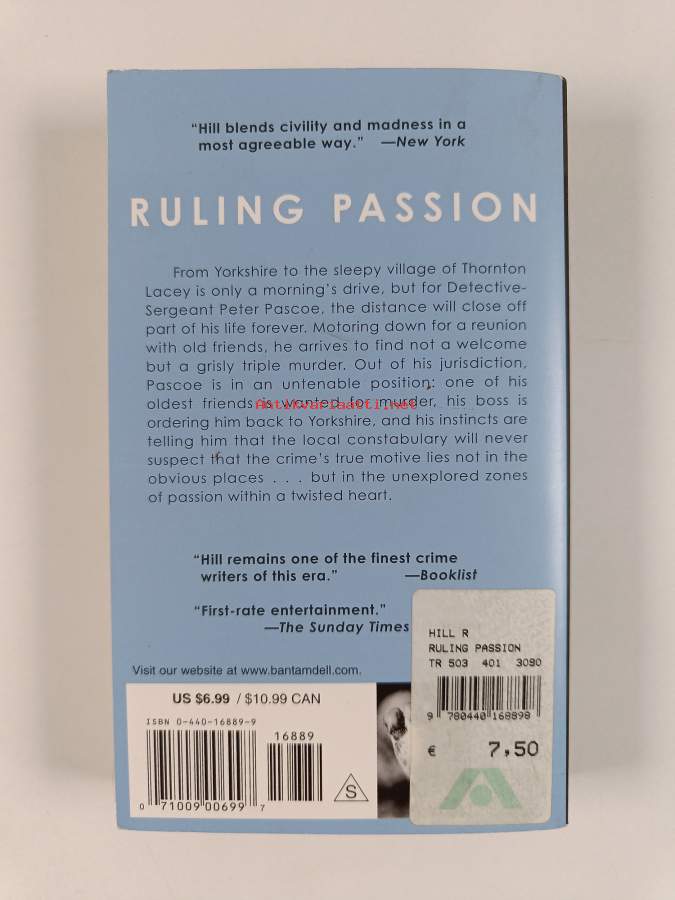 “Hill blends civility and madness in a
most agreeable way.” —New York
RULING PASSION
From Yorkshire to the sleepy village of Thornton
Lacey is only a morning’s drive, but for Detective-
Sergeant Peter Pascoe, the distance will close off
part of his life forever. Motoring down for a reunion
with old friends, he arrives to find not a welcome
but a grisly triple murder. Out of his jurisdiction,
Pascoe is in an untenable position: one of his
oldest friends is wanted for murder, his boss is
Antikvariaatti.net
ordering him back to Yorkshire, and his instincts are
telling him that the local constabulary will never
suspect that the crime’s true motive lies not in the
obvious places . . . but in the unexplored zones
of passion within a twisted heart.
“Hill remains one of the finest crime
writers of this era.” —Booklist
“First-rate entertainment.”
—The Sunday Times
HILL R
RULING PASSION
TR 503 401 3080
9 780440 168898
€ 7,50
Visit our website at www.bantamdell.com.
US $6.99 / $10.99 CAN
ISBN 0-440-16889-9
16889
0 71009 00699 7
S